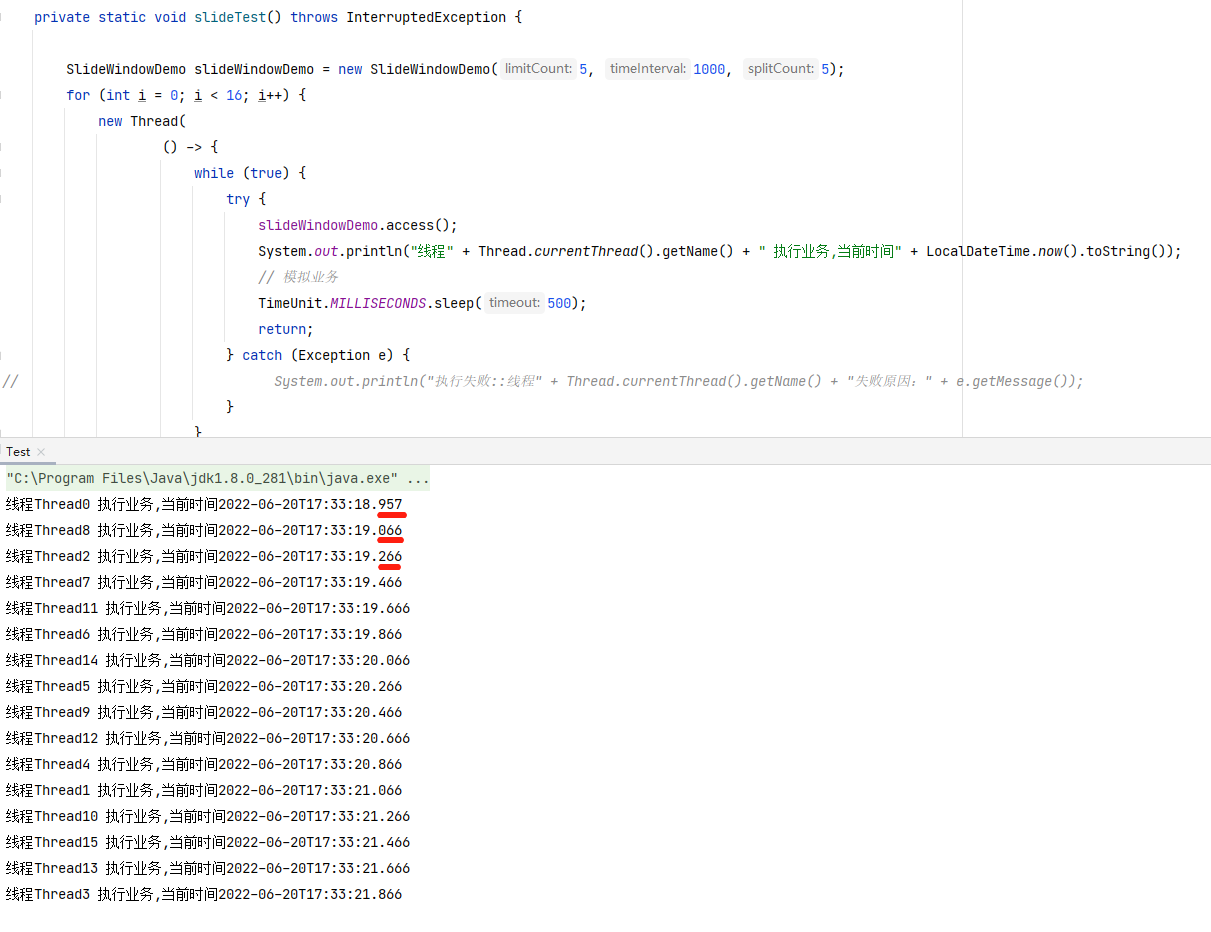 private static void slideTest() throws InterruptedException {
SlideWindowDemo slideWindowDemo = new SlideWindowDemo( limitCount: 5, timeInterval: 1000, splitCount: 5);
for (int i = 0; i < 16; i++) {
new Thread(
() -> {
while (true) {
try {
slideWindowDemo.access();
System.out.println("线程" + Thread.currentThread().getName() + " 执行业务,当前时间" + LocalDateTime.now().toString());
// 模拟业务
TimeUnit.MILLISECONDS.sleep( timeout: 500);
return;
} catch (Exception e) {
// System.out.println("执行失败::线程" + Thread.currentThread().getName() + "失败原因：" + e.getMessage());
}
}
Test ×
"C:\Program Files\Java\jdk1.8.0_281\bin\java.exe" ...
线程Thread0 执行业务,当前时间2022-06-20T17:33:18.957
线程Thread8 执行业务,当前时间2022-06-20T17:33:19.066
线程Thread2 执行业务,当前时间2022-06-20T17:33:19.266
线程Thread7 执行业务,当前时间2022-06-20T17:33:19.466
线程Thread11 执行业务,当前时间2022-06-20T17:33:19.666
线程Thread6 执行业务,当前时间2022-06-20T17:33:19.866
线程Thread14 执行业务,当前时间2022-06-20T17:33:20.066
线程Thread5 执行业务,当前时间2022-06-20T17:33:20.266
线程Thread9 执行业务,当前时间2022-06-20T17:33:20.466
线程Thread12 执行业务,当前时间2022-06-20T17:33:20.666
线程Thread4 执行业务,当前时间2022-06-20T17:33:20.866
线程Thread1 执行业务,当前时间2022-06-20T17:33:21.066
线程Thread10 执行业务,当前时间2022-06-20T17:33:21.266
线程Thread15 执行业务,当前时间2022-06-20T17:33:21.466
线程Thread13 执行业务,当前时间2022-06-20T17:33:21.666
线程Thread3 执行业务,当前时间2022-06-20T17:33:21.866